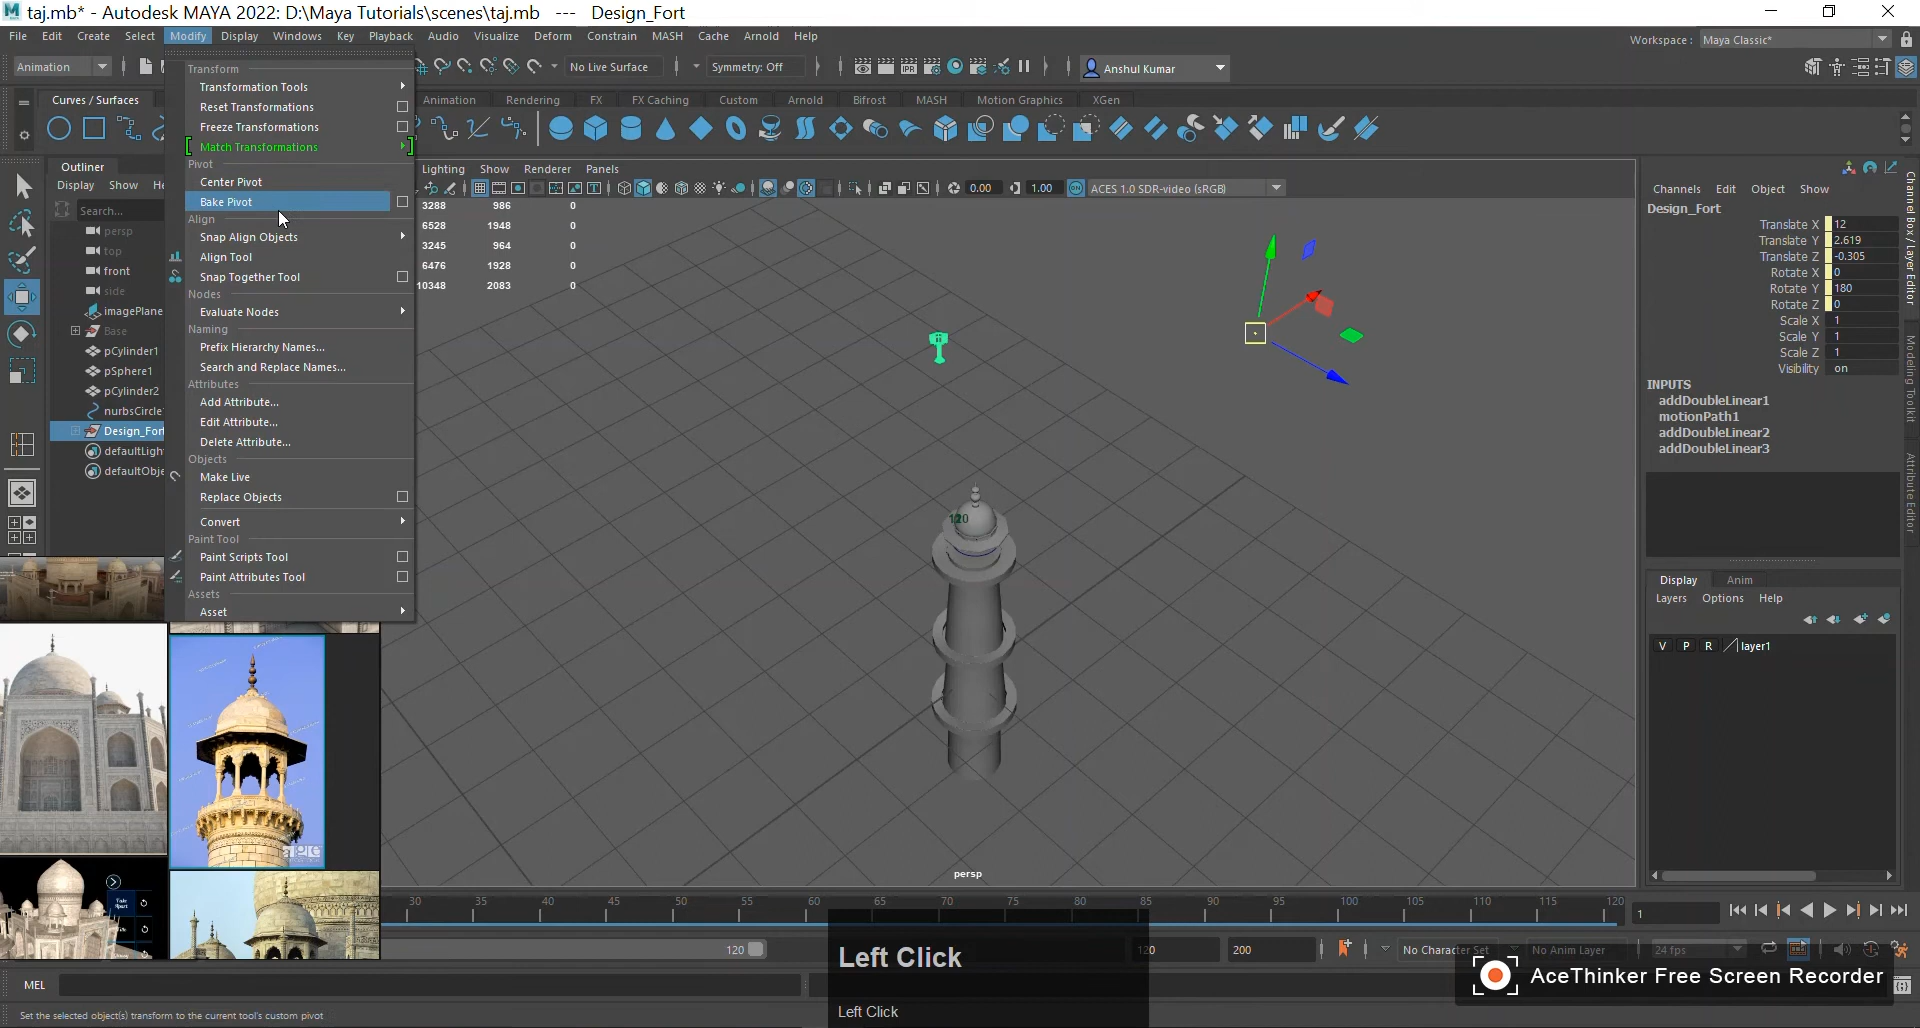 taj.mb* - Autodesk MAYA 2022: D:\Maya Tutorials\scenes\taj.mb --- Design_Fort
File Edit Create Select Modify Display Windows Key Playback Audio Visualize Deform Constrain MASH Cache Arnold Help
Workspace : Maya Classic*
Animation
No Live Surface
Symmetry: Off
Anshul Kumar
Curves / Surfaces
Animation Rendering FX FX Caching Custom Arnold Bifrost MASH Motion Graphics XGen
Transform
Transformation Tools
Reset Transformations
Freeze Transformations
Match Transformations
Pivot
Center Pivot
Bake Pivot
Align
Snap Align Objects
Align Tool
Snap Together Tool
Nodes
Evaluate Nodes
Naming
Prefix Hierarchy Names...
Search and Replace Names...
Attributes
Add Attribute...
Edit Attribute...
Delete Attribute...
Objects
Make Live
Replace Objects
Convert
Paint Tool
Paint Scripts Tool
Paint Attributes Tool
Assets
Asset
Outliner
Display Show He
Search...
persp
top
front
side
imagePlane
Base
pCylinder1
pSphere1
pCylinder2
nurbsCircle
Design_Fort
defaultLigh
defaultObje
Lighting Show Renderer Panels
0.00
1.00
ON
ACES 1.0 SDR-video (sRGB)
3288 986 0
6528 1948 0
3245 964 0
6476 1928 0
10348 2083 0
persp
Channels Edit Object Show
Design_Fort
Translate X 12
Translate Y 2.619
Translate Z -0.305
Rotate X 0
Rotate Y 180
Rotate Z 0
Scale X 1
Scale Y 1
Scale Z 1
Visibility on
INPUTS
addDoubleLinear1
motionPath1
addDoubleLinear2
addDoubleLinear3
Channel Box / Layer Editor
Modeling Toolkit
Attribute Editor
Display Anim
Layers Options Help
V P R layer1
30 35 40 45 50 55 60 65 70 75 80 85 90 95 100 105 110 115 120
1
120
120
200
No Character Set
No Anim Layer
24 fps
Left Click
Left Click
AceThinker Free Screen Recorder
MEL
Set the selected object(s) transform to the current tool's custom pivot